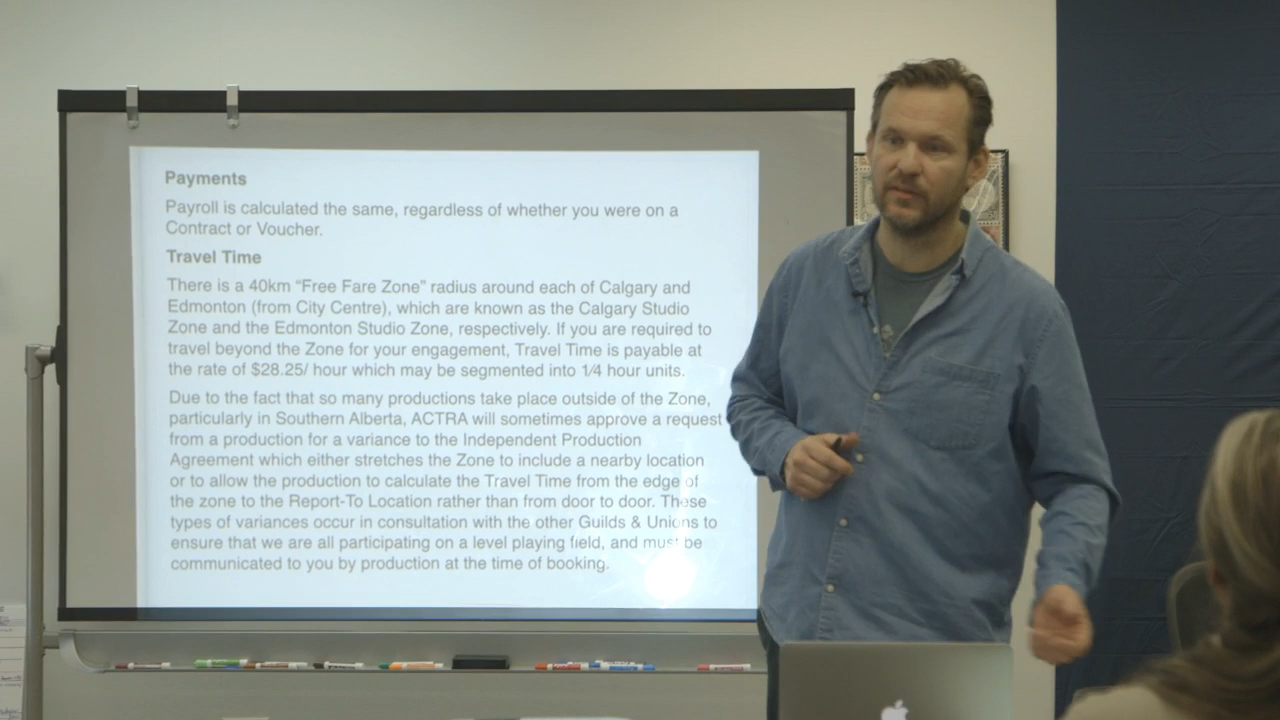 Payments
Payroll is calculated the same, regardless of whether you were on a
Contract or Voucher.
Travel Time
There is a 40km “Free Fare Zone” radius around each of Calgary and
Edmonton (from City Centre), which are known as the Calgary Studio
Zone and the Edmonton Studio Zone, respectively. If you are required to
travel beyond the Zone for your engagement, Travel Time is payable at
the rate of $28.25/ hour which may be segmented into 1/4 hour units.
Due to the fact that so many productions take place outside of the Zone,
particularly in Southern Alberta, ACTRA will sometimes approve a request
from a production for a variance to the Independent Production
Agreement which either stretches the Zone to include a nearby location
or to allow the production to calculate the Travel Time from the edge of
the zone to the Report-To Location rather than from door to door. These
types of variances occur in consultation with the other Guilds & Unions to
ensure that we are all participating on a level playing field, and must be
communicated to you by production at the time of booking.